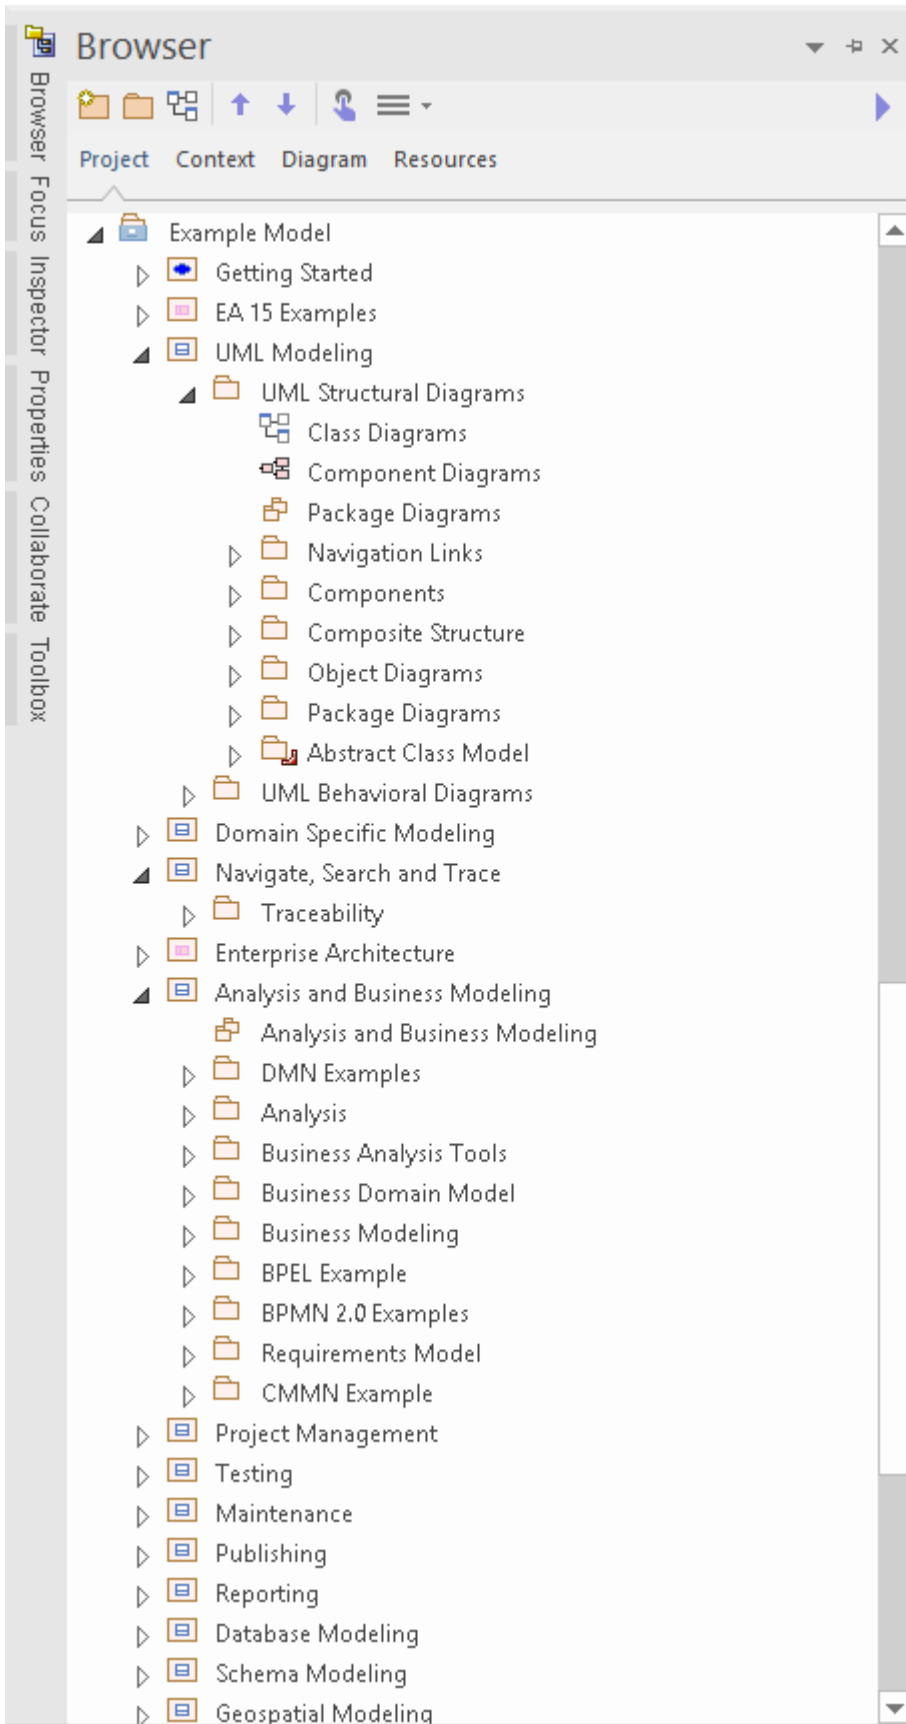 Browser
Project Context Diagram Resources
Browser
Focus
Inspector
Properties
Collaborate
Toolbox
Example Model
Getting Started
EA 15 Examples
UML Modeling
UML Structural Diagrams
Class Diagrams
Component Diagrams
Package Diagrams
Navigation Links
Components
Composite Structure
Object Diagrams
Package Diagrams
Abstract Class Model
UML Behavioral Diagrams
Domain Specific Modeling
Navigate, Search and Trace
Traceability
Enterprise Architecture
Analysis and Business Modeling
Analysis and Business Modeling
DMN Examples
Analysis
Business Analysis Tools
Business Domain Model
Business Modeling
BPEL Example
BPMN 2.0 Examples
Requirements Model
CMMN Example
Project Management
Testing
Maintenance
Publishing
Reporting
Database Modeling
Schema Modeling
Geospatial Modeling